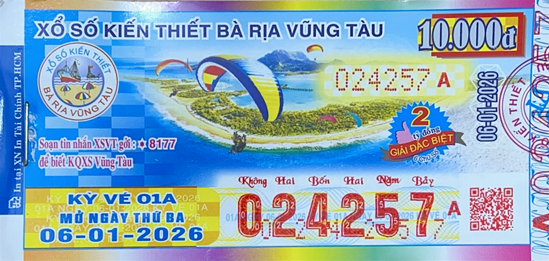 XỔ SỐ KIẾN THIẾT BÀ RỊA VŨNG TÀU
10.000đ
XỔ SỐ KIẾN THIẾT
BÀ RỊA VŨNG TÀU
024257 A
06-01-2026
2 tỷ đồng
GIẢI ĐẶC BIỆT
Soạn tin nhắn XSVT gửi : 8177
để biết KQXS Vũng Tàu
In tại XN In Tài Chính TP.HCM
KỲ VÉ 01A
MỞ NGÀY THỨ BA
06-01-2026
Không Hai Bốn Hai Năm Bảy
024257 A